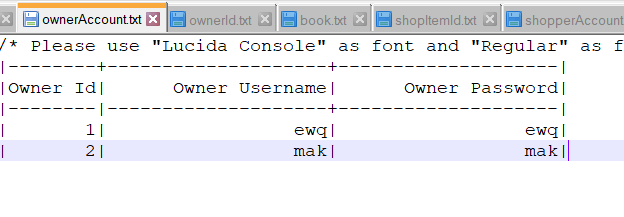 ownerAccount.txt ownerId.txt book.txt shopItemId.txt shopperAccount
/* Please use "Lucida Console" as font and "Regular" as f
|--------+---------------------+---------------------|
|Owner Id|       Owner Username|       Owner Password|
|--------+---------------------+---------------------|
|       1|                  ewq|                  ewq|
|       2|                  mak|                  mak|